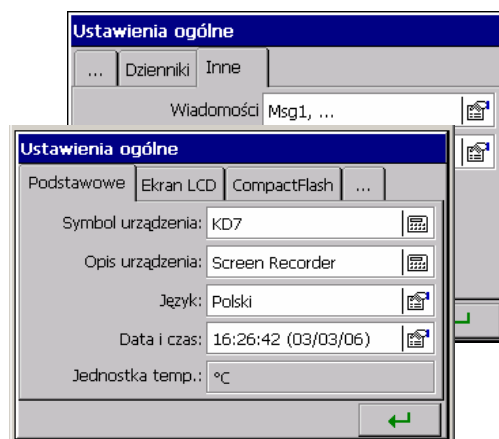 Ustawienia ogólne
... Dzienniki Inne
Wiadomości Msg1, ...
Ustawienia ogólne
Podstawowe Ekran LCD CompactFlash ...
Symbol urządzenia: KD7
Opis urządzenia: Screen Recorder
Język: Polski
Data i czas: 16:26:42 (03/03/06)
Jednostka temp.: °C